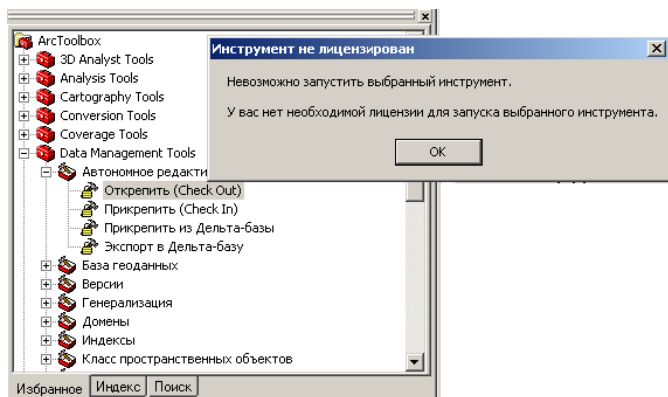 ArcToolbox
3D Analyst Tools
Analysis Tools
Cartography Tools
Conversion Tools
Coverage Tools
Data Management Tools
Автономное редакти
Открепить (Check Out)
Прикрепить (Check In)
Прикрепить из Дельта-базы
Экспорт в Дельта-базу
База геоданных
Версии
Генерализация
Домены
Индексы
Класс пространственных объектов
Избранное Индекс Поиск
Инструмент не лицензирован
Невозможно запустить выбранный инструмент.
У вас нет необходимой лицензии для запуска выбранного инструмента.
OK